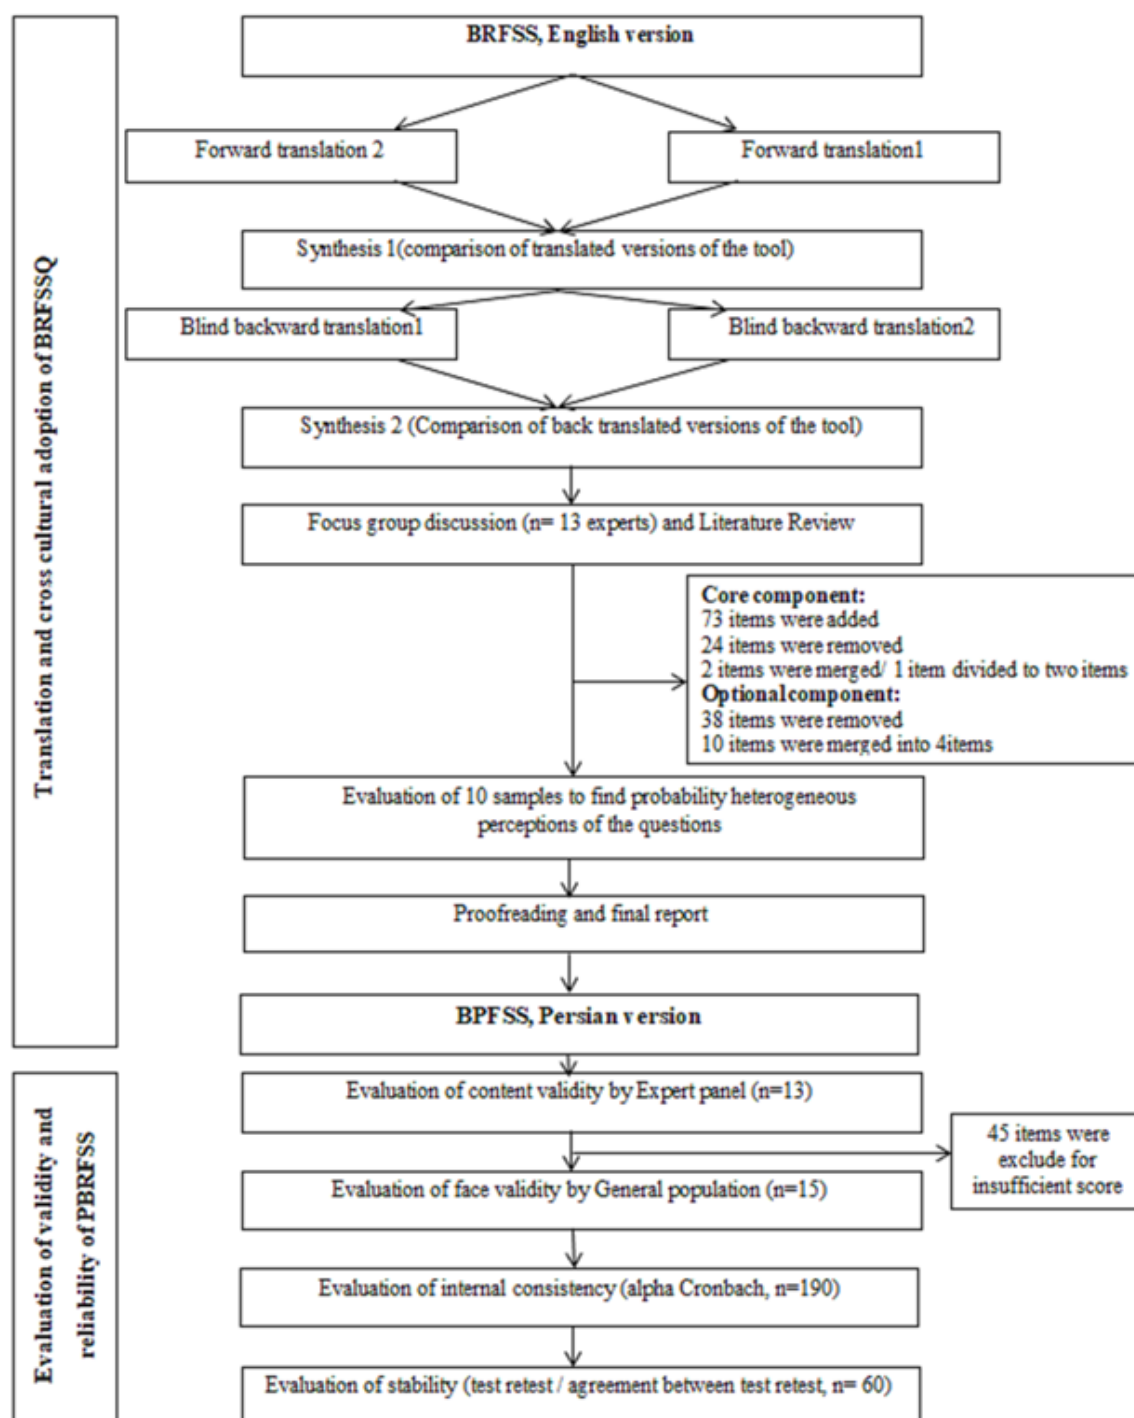 BRFSS, English version
Forward translation 2
Forward translation1
Synthesis 1(comparison of translated versions of the tool)
Blind backward translation1
Blind backward translation2
Synthesis 2 (Comparison of back translated versions of the tool)
Focus group discussion (n= 13 experts) and Literature Review
Core component:
73 items were added
24 items were removed
2 items were merged/ 1 item divided to two items
Optional component:
38 items were removed
10 items were merged into 4items
Evaluation of 10 samples to find probability heterogeneous
perceptions of the questions
Proofreading and final report
BPFSS, Persian version
Translation and cross cultural adoption of BRFSSQ
Evaluation of content validity by Expert panel (n=13)
45 items were
exclude for
insufficient score
Evaluation of face validity by General population (n=15)
Evaluation of internal consistency (alpha Cronbach, n=190)
Evaluation of stability (test retest / agreement between test retest, n= 60)
Evaluation of validity and
reliability of PBRFSS